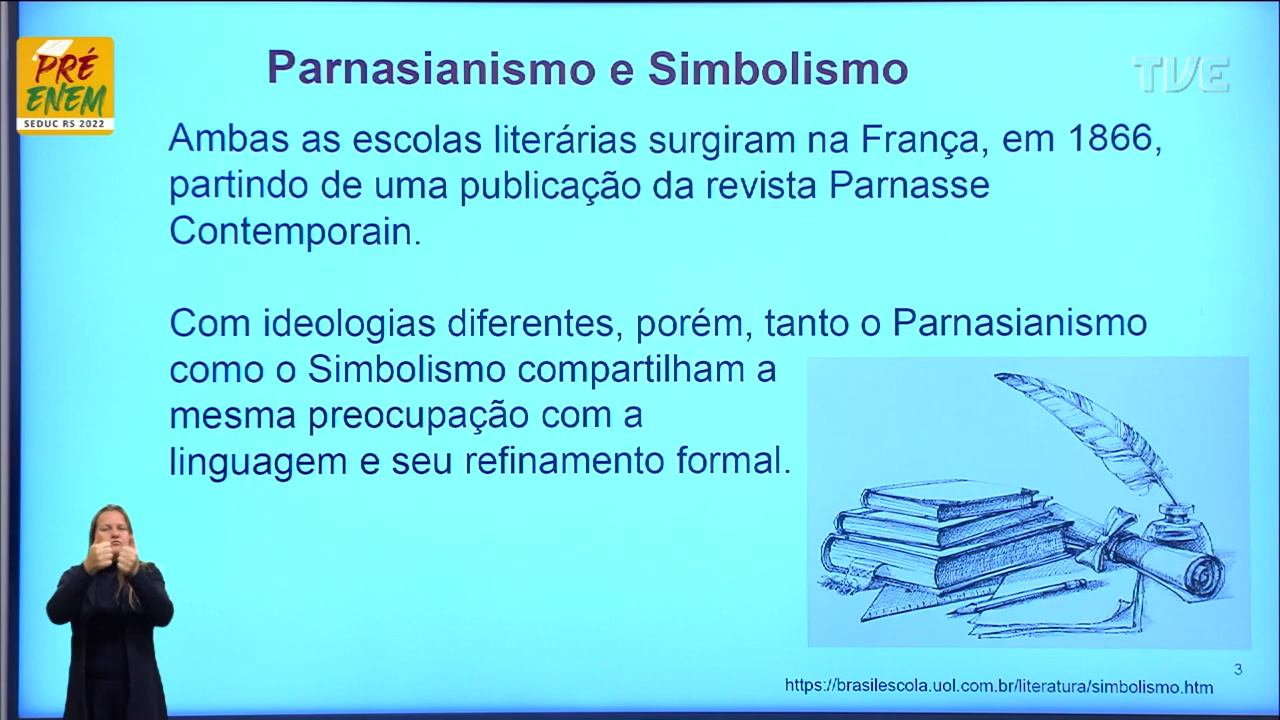 PRÉ
ENEM
SEDUC RS 2022
Parnasianismo e Simbolismo
TVE
Ambas as escolas literárias surgiram na França, em 1866,
partindo de uma publicação da revista Parnasse
Contemporain.
Com ideologias diferentes, porém, tanto o Parnasianismo
como o Simbolismo compartilham a
mesma preocupação com a
linguagem e seu refinamento formal.
3
https://brasilescola.uol.com.br/literatura/simbolismo.htm